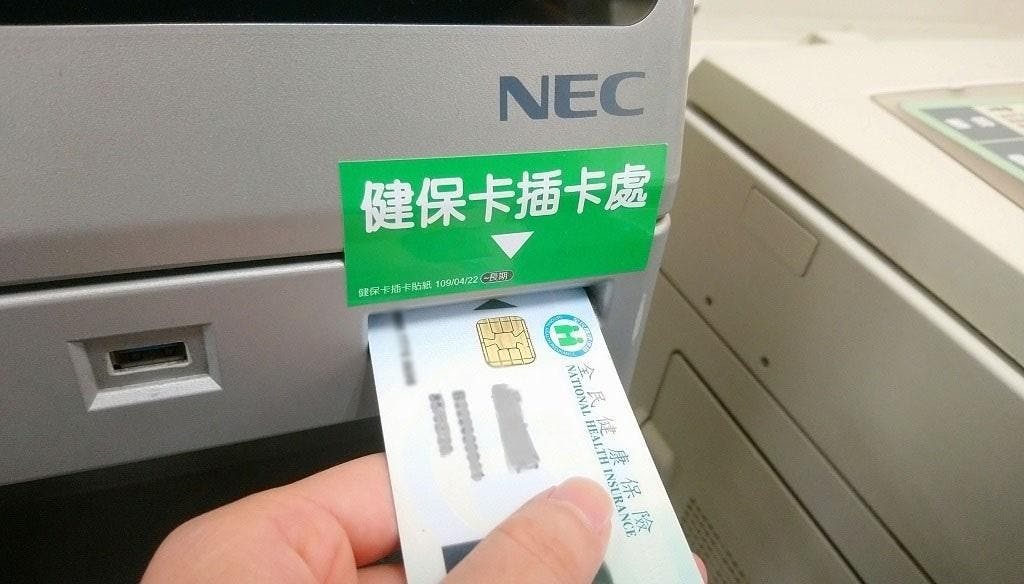 NEC
健保卡插卡處
健保卡插卡貼紙 109/04/22 ~長期
全民健康保險
NATIONAL HEALTH INSURANCE